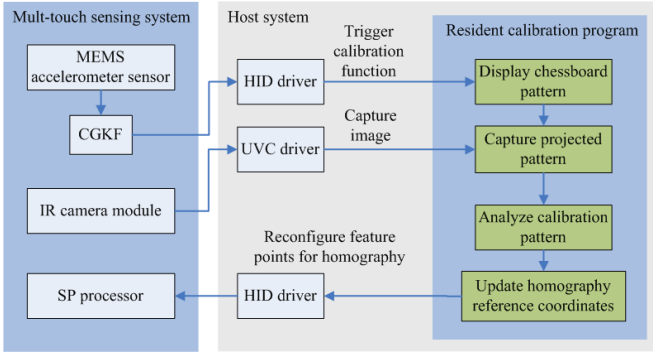 Mult-touch sensing system
MEMS
accelerometer sensor
CGKF
IR camera module
SP processor
Host system
HID driver
Trigger
calibration
function
UVC driver
Capture
image
Reconfigure feature
points for homography
HID driver
Resident calibration program
Display chessboard
pattern
Capture projected
pattern
Analyze calibration
pattern
Update homography
reference coordinates